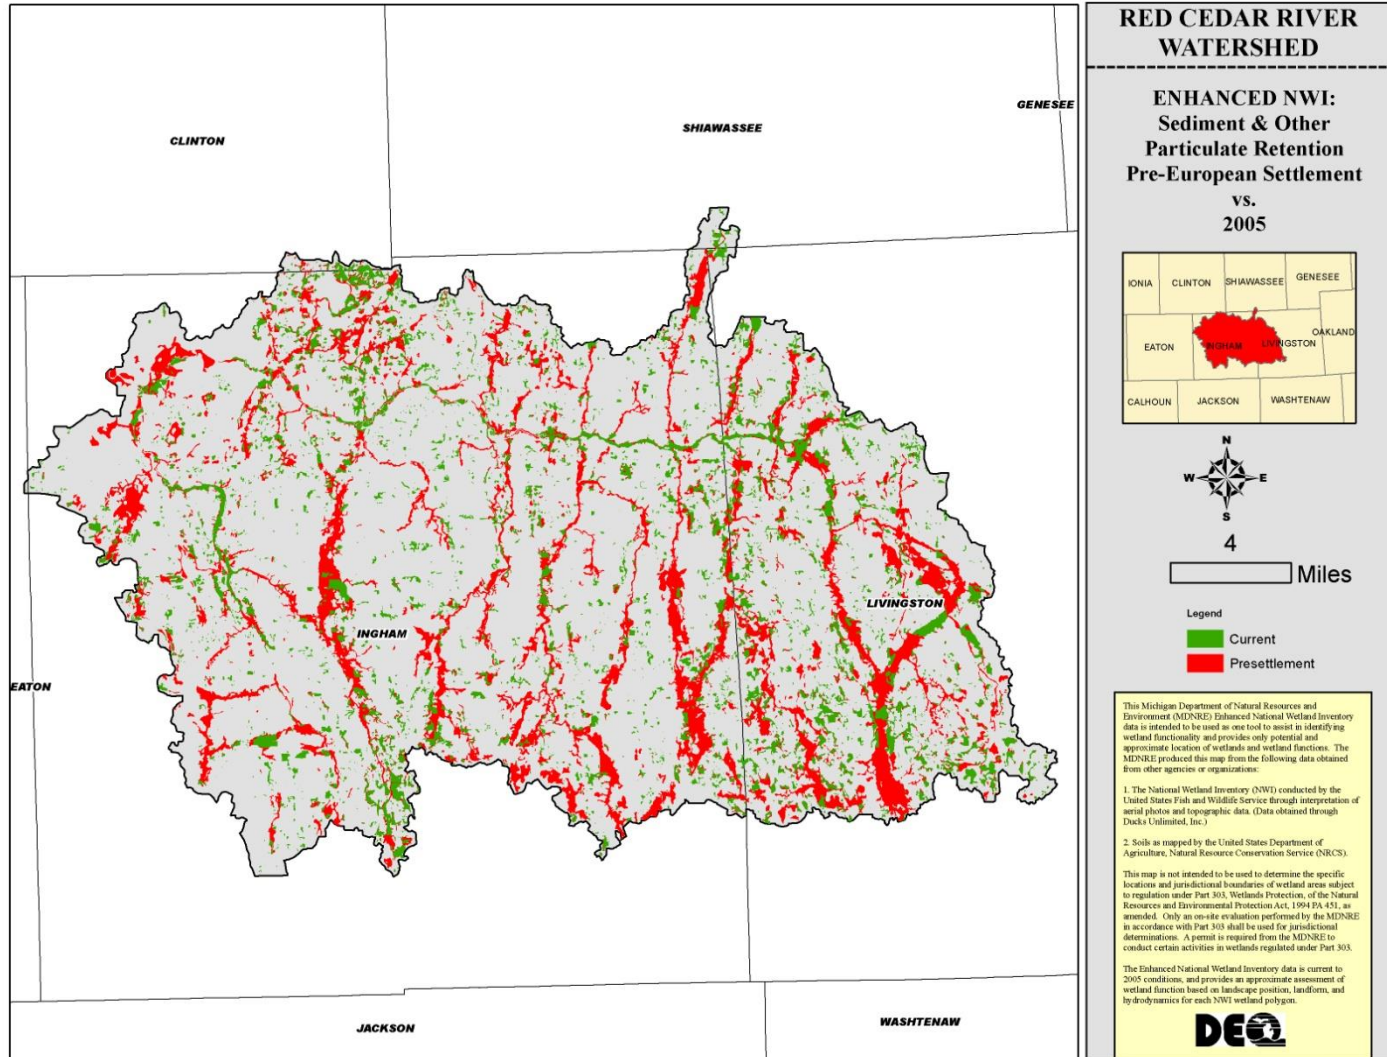 CLINTON
SHIAWASSEE
GENESEE
INGHAM
LIVINGSTON
EATON
JACKSON
WASHTENAW
RED CEDAR RIVER
WATERSHED
ENHANCED NWI:
Sediment & Other
Particulate Retention
Pre-European Settlement
vs.
2005
IONIA
CLINTON
SHIAWASSEE
GENESEE
EATON
INGHAM
LIVINGSTON
OAKLAND
CALHOUN
JACKSON
WASHTENAW
N
W
E
S
4
Miles
Legend
Current
Presettlement
This Michigan Department of Natural Resources and
Environment (MDNRE) Enhanced National Wetland Inventory
data is intended to be used as one tool to assist in identifying
wetland functionality and provides only potential and
approximate location of wetlands and wetland functions. The
MDNRE produced this map from the following data obtained
from other agencies or organizations:
1. The National Wetland Inventory (NWI) conducted by the
United States Fish and Wildlife Service through interpretation of
aerial photos and topographic data. (Data obtained through
Ducks Unlimited, Inc.)
2. Soils as mapped by the United States Department of
Agriculture, Natural Resource Conservation Service (NRCS).
This map is not intended to be used to determine the specific
locations and jurisdictional boundaries of wetland areas subject
to regulation under Part 303, Wetlands Protection, of the Natural
Resources and Environmental Protection Act, 1994 PA 451, as
amended. Only an on-site evaluation performed by the MDNRE
in accordance with Part 303 shall be used for jurisdictional
determinations. A permit is required from the MDNRE to
conduct certain activities in wetlands regulated under Part 303.
The Enhanced National Wetland Inventory data is current to
2005 conditions, and provides an approximate assessment of
wetland function based on landscape position, landform, and
hydrodynamics for each NWI wetland polygon.
DEQ